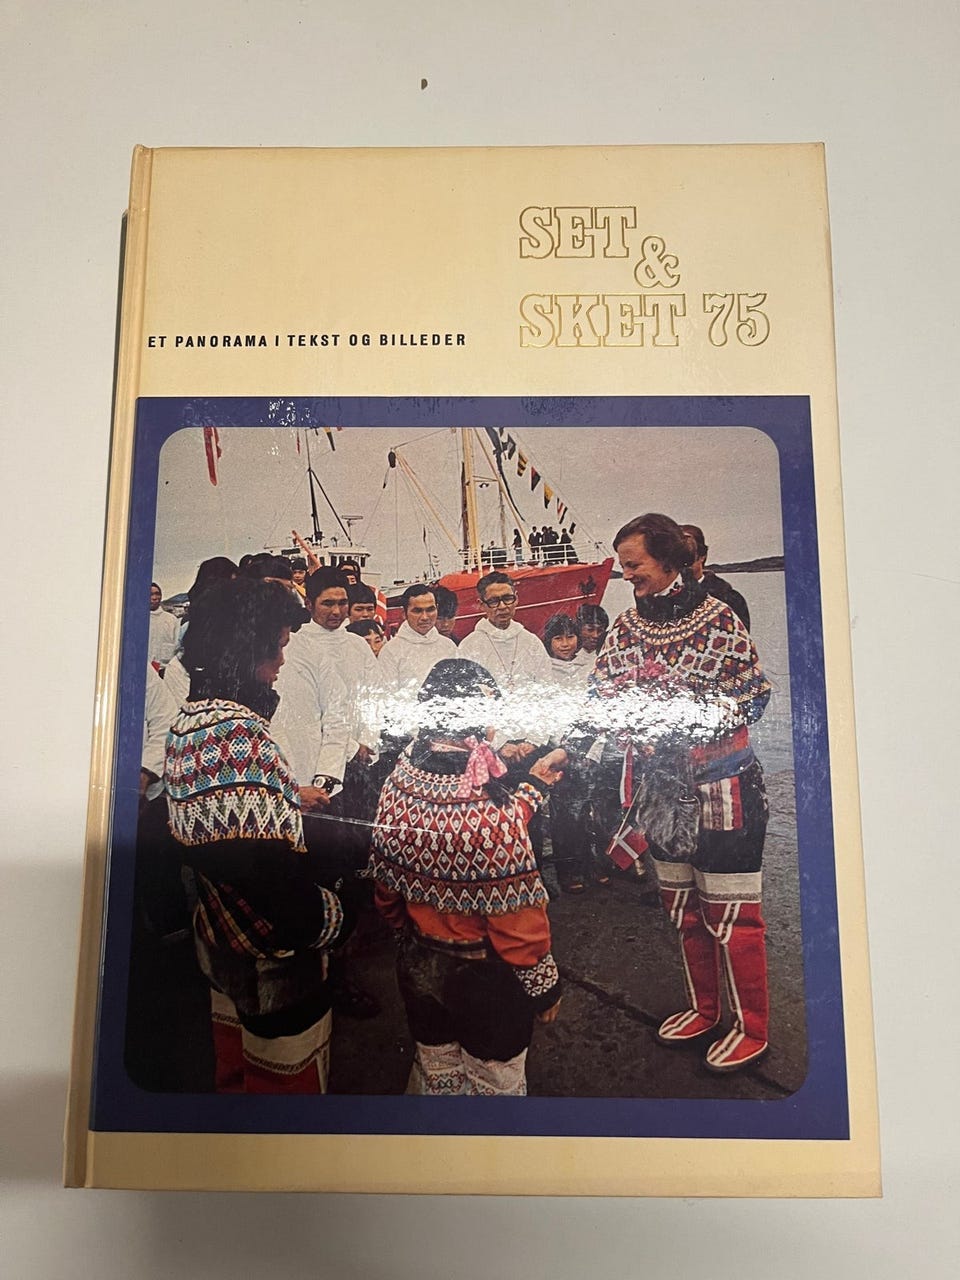 SET
&
SKET 75
ET PANORAMA I TEKST OG BILLEDER